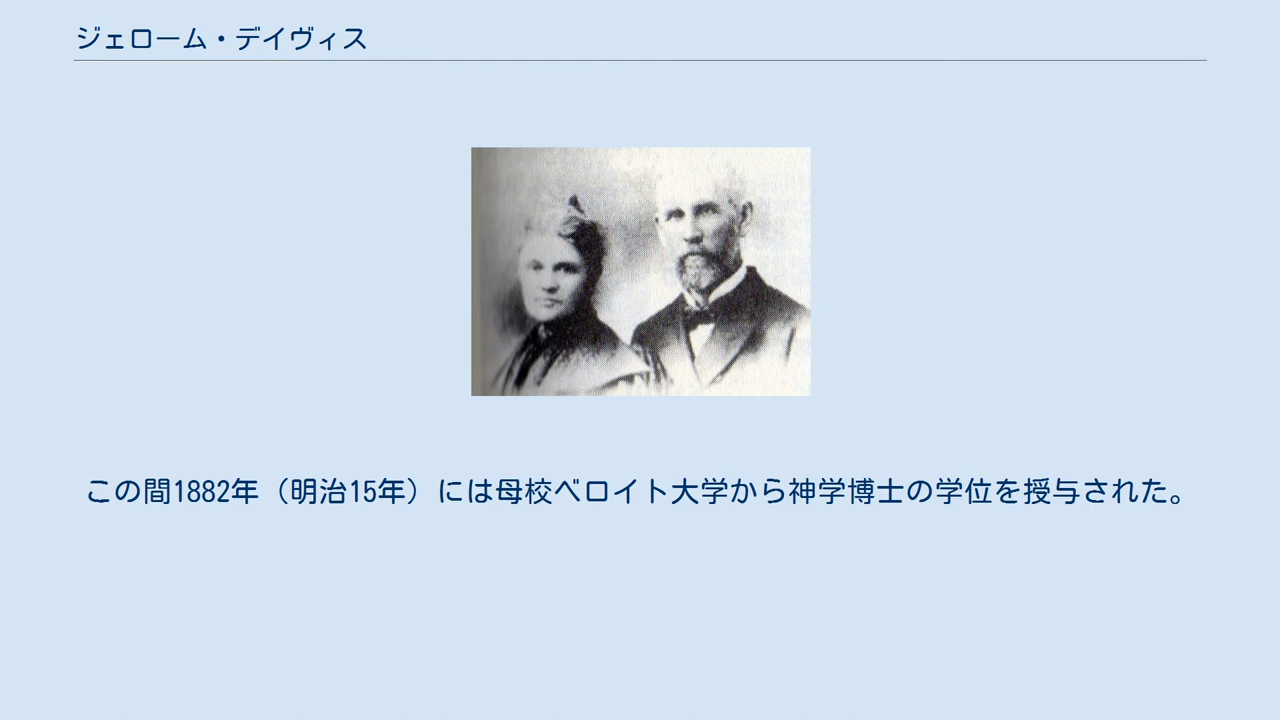 ジェローム・デイヴィス
この間1882年（明治15年）には母校ベロイト大学から神学博士の学位を授与された。